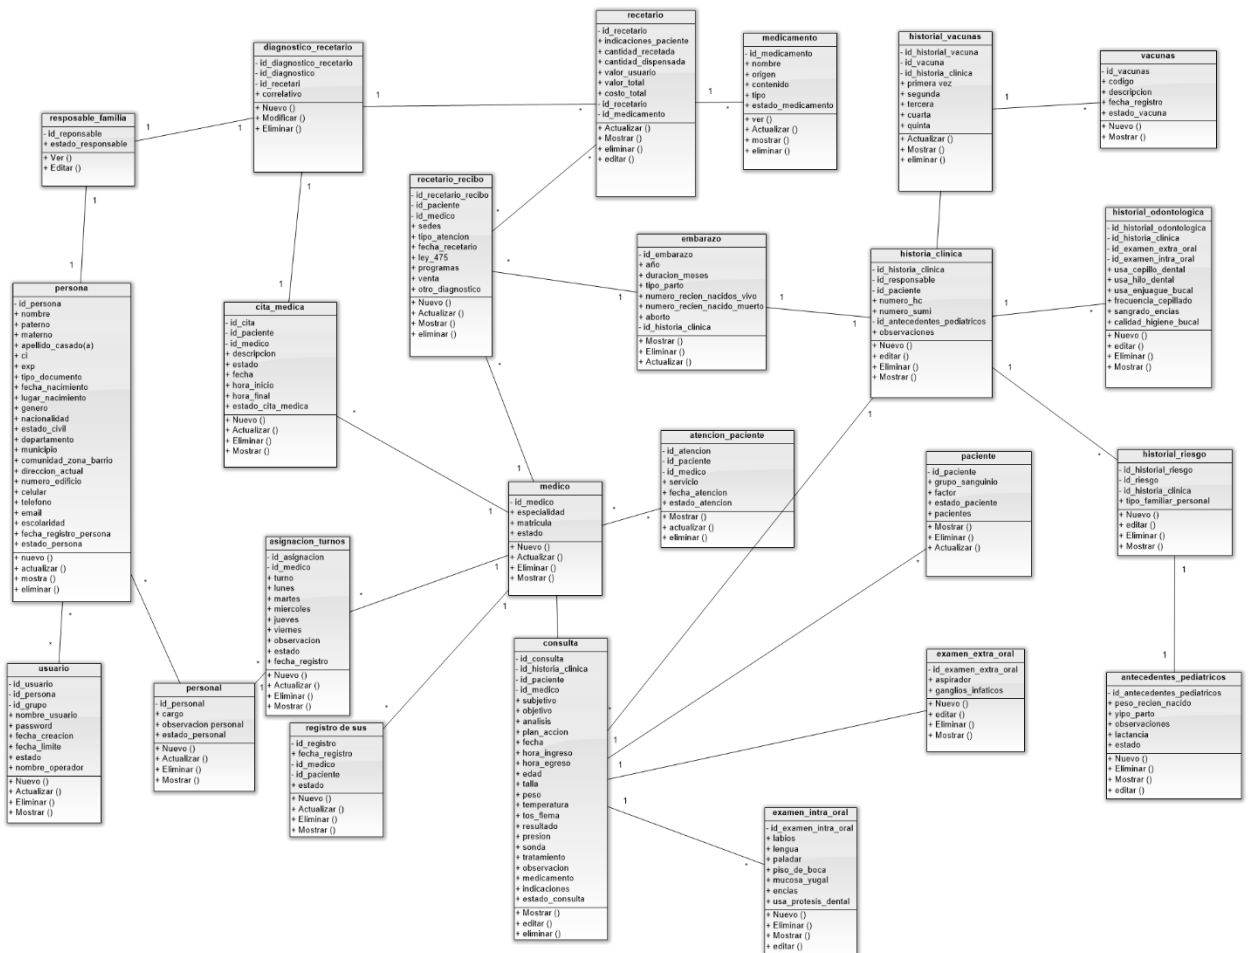 recetario
- id_recetario
+ indicaciones_paciente
+ cantidad_recetada
+ cantidad_dispensada
+ valor_usuario
+ valor_total
+ costo_total
- id_recetario
- id_medicamento
+ Actualizar ()
+ Mostrar ()
+ eliminar ()
+ editar ()
medicamento
- id_medicamento
+ nombre
+ origen
+ contenido
+ tipo
+ estado_medicamento
+ ver ()
+ Actualizar ()
+ mostrar ()
+ eliminar ()
historial_vacunas
- id_historial_vacuna
- id_vacuna
- id_historia_clinica
+ primera vez
+ segunda
+ tercera
+ cuarta
+ quinta
+ Actualizar ()
+ Mostrar ()
+ eliminar ()
vacunas
- id_vacunas
+ codigo
+ descripcion
+ fecha_registro
+ estado_vacuna
+ Nuevo ()
+ Mostrar ()
diagnostico_recetario
- id_diagnostico_recetario
- id_diagnostico
- id_recetari
+ correlativo
+ Nuevo ()
+ Modificar ()
+ Eliminar ()
resposable_familia
- id_reponsable
+ estado_responsable
+ Ver ()
+ Editar ()
recetario_recibo
- id_recetario_recibo
- id_paciente
- id_medico
+ sedes
+ tipo_atencion
+ fecha_recetario
+ ley_475
+ programas
+ venta
+ otro_diagnostico
+ Nuevo ()
+ Actualizar ()
+ Mostrar ()
+ eliminar ()
embarazo
- id_embarazo
+ año
+ duracion_moses
+ tipo_parto
+ numero_recien_nacidos_vivo
+ numero_recien_nacido_muerto
+ aborto
- id_historia_clinica
+ Mostrar ()
+ Eliminar ()
+ Actualizar ()
historia_clinica
- id_historia_clinica
- id_responsable
- id_paciente
+ numero_hc
+ numero_sumi
- id_antecedentes_pediatricos
+ observaciones
+ Nuevo ()
+ editar ()
+ Eliminar ()
+ Mostrar ()
historial_odontologica
- id_historial_odontologica
- id_historia_clinica
- id_examen_extra_oral
- id_examen_intra_oral
+ usa_cepillo_dental
+ usa_hilo_dental
+ usa_enjuague_bucal
+ frecuencia_cepillado
+ sangrado_encias
+ calidad_higiene_bucal
+ Nuevo ()
+ editar ()
+ Eliminar ()
+ Mostrar ()
persona
- id_persona
+ nombre
+ paterno
+ materno
+ apellido_casado(a)
+ ci
+ exp
+ tipo_documento
+ fecha_nacimiento
+ lugar_nacimiento
+ genero
+ nacionalidad
+ estado_civil
+ departamento
+ municipio
+ comunidad_zona_barrio
+ direccion_actual
+ numero_edificio
+ celular
+ telefono
+ email
+ escolaridad
+ fecha_registro_persona
+ estado_persona
+ nuevo ()
+ actualizar ()
+ mostra ()
+ eliminar ()
cita_medica
- id_cita
- id_paciente
- id_medico
+ descripcion
+ estado
+ fecha
+ hora_inicio
+ hora_final
+ estado_cita_medica
+ Nuevo ()
+ Actualizar ()
+ Eliminar ()
+ Mostrar ()
medico
- id_medico
+ especialidad
+ matricula
+ estado
+ Nuevo ()
+ Actualizar ()
+ Eliminar ()
+ Mostrar ()
atencion_paciente
- id_atencion
- id_paciente
- id_medico
+ servicio
+ fecha_atencion
+ estado_atencion
+ Mostrar ()
+ actualizar ()
+ eliminar ()
paciente
- id_paciente
+ grupo_sanguinio
+ factor
+ estado_paciente
+ pacientes
+ Mostrar ()
+ Eliminar ()
+ Actualizar ()
historial_riesgo
- id_historial_riesgo
- id_riesgo
- id_historia_clinica
+ tipo_familiar_personal
+ Nuevo ()
+ editar ()
+ Eliminar ()
+ Mostrar ()
asignacion_turnos
- id_asignacion
- id_medico
+ turno
+ lunes
+ martes
+ miercoles
+ jueves
+ viernes
+ observacion
+ estado
+ fecha_registro
+ Nuevo ()
+ Actualizar ()
+ Eliminar ()
+ Mostrar ()
usuario
- id_usuario
- id_persona
- id_grupo
+ nombre_usuario
+ password
+ fecha_creacion
+ fecha_limite
+ estado
+ nombre_operador
+ Nuevo ()
+ Actualizar ()
+ Eliminar ()
+ Mostrar ()
personal
- id_personal
+ cargo
+ observacion personal
+ estado_personal
+ Nuevo ()
+ Actualizar ()
+ Eliminar ()
+ Mostrar ()
registro de sus
- id_registro
+ fecha_registro
- id_medico
- id_paciente
+ estado
+ Nuevo ()
+ Actualizar ()
+ Eliminar ()
+ Mostrar ()
consulta
- id_consulta
- id_historia_clinica
- id_paciente
- id_medico
+ subjetivo
+ objetivo
+ analisis
+ plan_accion
+ fecha
+ hora_ingreso
+ hora_egreso
+ edad
+ talla
+ peso
+ temperatura
+ tos_flema
+ resultado
+ presion
+ sonda
+ tratamiento
+ observacion
+ medicamento
+ indicaciones
+ estado_consulta
+ Mostrar ()
+ editar ()
+ eliminar ()
examen_extra_oral
- id_examen_extra_oral
+ aspirador
+ ganglios_infaticos
+ Nuevo ()
+ editar ()
+ Eliminar ()
+ Mostrar ()
antecedentes_pediatricos
- id_antecedentes_pediatricos
+ peso_recien_nacido
+ yipo_parto
+ observaciones
+ lactancia
+ estado
+ Nuevo ()
+ Eliminar ()
+ Mostrar ()
+ editar ()
examen_intra_oral
- id_examen_intra_oral
+ labios
+ lengua
+ paladar
+ piso_de_boca
+ mucosa_yugal
+ encias
+ usa_protesis_dental
+ Nuevo ()
+ Eliminar ()
+ Mostrar ()
+ editar ()